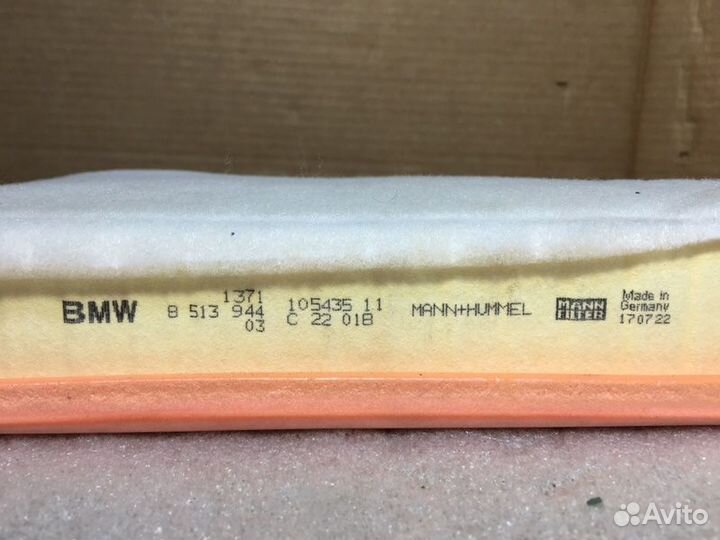 BMW
1371
8 513 944
03
105435 11
C 22 018
MANN+HUMMEL
MANN
FILTER
Made in
Germany
170722
Avito